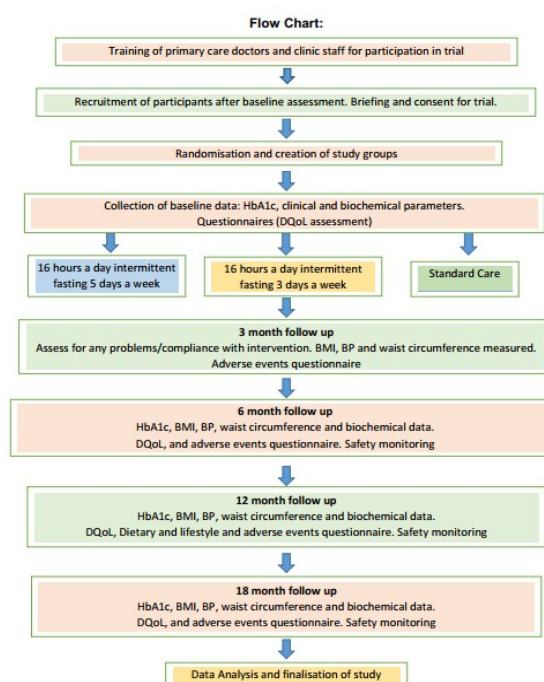 Flow Chart:
Training of primary care doctors and clinic staff for participation in trial
Recruitment of participants after baseline assessment. Briefing and consent for trial.
Randomisation and creation of study groups
Collection of baseline data: HbA1c, clinical and biochemical parameters.
Questionnaires (DQoL assessment)
16 hours a day intermittent
fasting 5 days a week
16 hours a day intermittent
fasting 3 days a week
Standard Care
3 month follow up
Assess for any problems/compliance with intervention. BMI, BP and waist circumference measured.
Adverse events questionnaire
6 month follow up
HbA1c, BMI, BP, waist circumference and biochemical data.
DQoL, and adverse events questionnaire. Safety monitoring
12 month follow up
HbA1c, BMI, BP, waist circumference and biochemical data.
DQoL, Dietary and lifestyle and adverse events questionnaire. Safety monitoring
18 month follow up
HbA1c, BMI, BP, waist circumference and biochemical data.
DQoL, and adverse events questionnaire. Safety monitoring
Data Analysis and finalisation of study